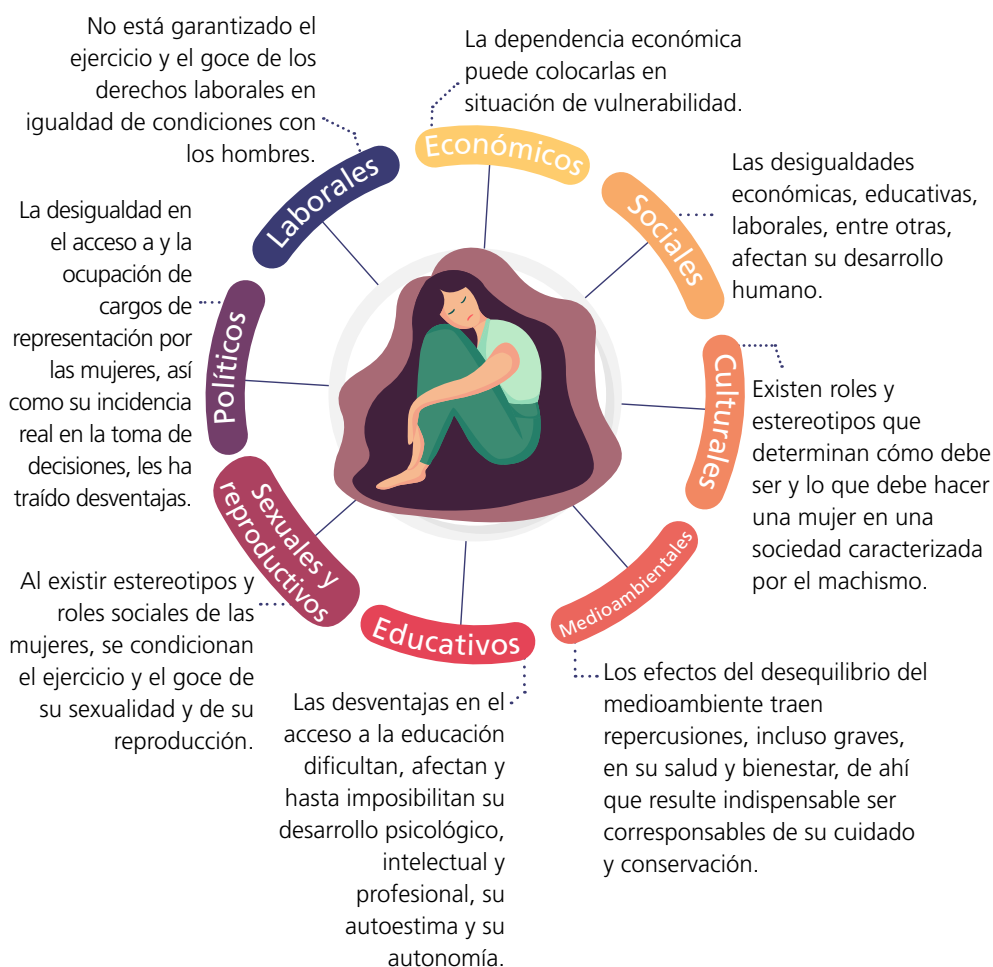 No está garantizado el
ejercicio y el goce de los
derechos laborales en
igualdad de condiciones con
los hombres.
Laborales
La dependencia económica
puede colocarlas en
situación de vulnerabilidad.
Económicos
Las desigualdades
económicas, educativas,
laborales, entre otras,
afectan su desarrollo
humano.
Sociales
Existen roles y
estereotipos que
determinan cómo debe
ser y lo que debe hacer
una mujer en una
sociedad caracterizada
por el machismo.
Culturales
Los efectos del desequilibrio del
medioambiente traen
repercusiones, incluso graves,
en su salud y bienestar, de ahí
que resulte indispensable ser
corresponsables de su cuidado
y conservación.
Medioambientales
Las desventajas en el
acceso a la educación
dificultan, afectan y
hasta imposibilitan su
desarrollo psicológico,
intelectual y
profesional, su
autoestima y su
autonomía.
Educativos
Al existir estereotipos y
roles sociales de las
mujeres, se condicionan
el ejercicio y el goce de
su sexualidad y de su
reproducción.
Sexuales y
reproductivos
La desigualdad en
el acceso a y la
ocupación de
cargos de
representación por
las mujeres, así
como su incidencia
real en la toma de
decisiones, les ha
traído desventajas.
Políticos